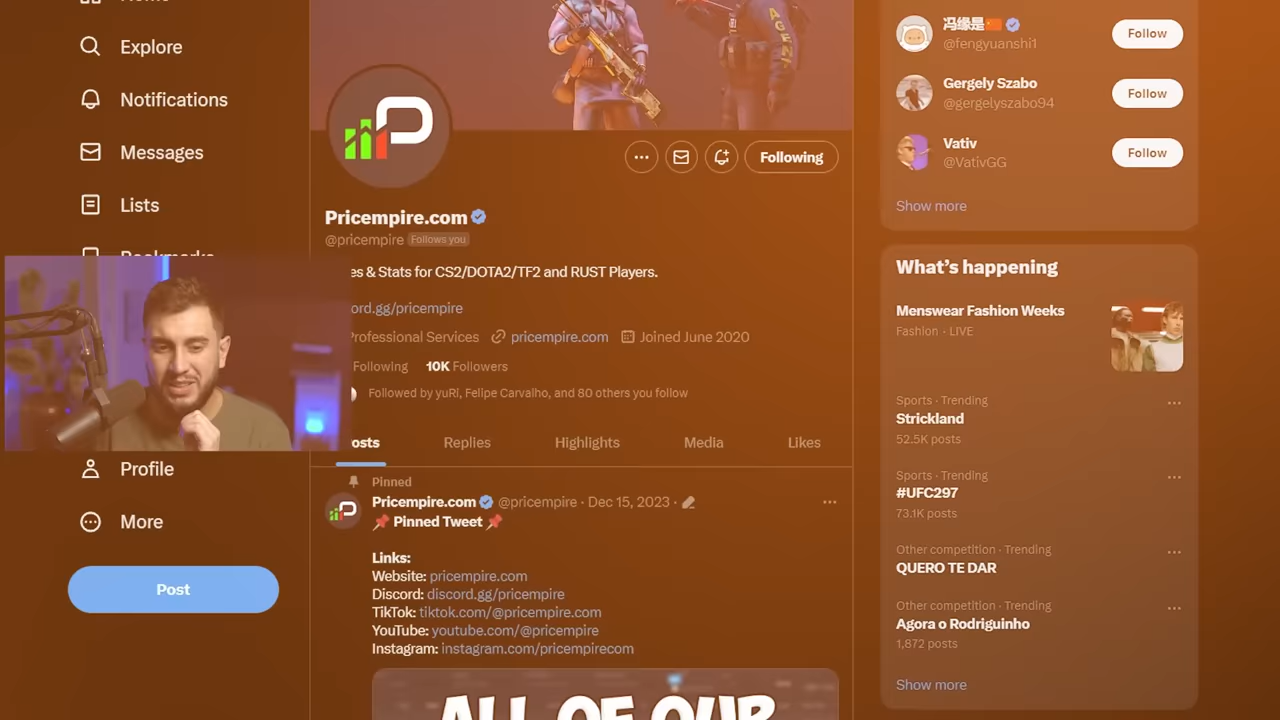 Explore
Notifications
Messages
Lists
Profile
More
Post
AGENT
Following
Pricempire.com
@pricempire Follows you
es & Stats for CS2/DOTA2/TF2 and RUST Players.
ord.gg/pricempire
Professional Services pricempire.com Joined June 2020
Following 10K Followers
Followed by yuRi, Felipe Carvalho, and 80 others you follow
osts Replies Highlights Media Likes
Pinned
Pricempire.com @pricempire · Dec 15, 2023 ·
📌 Pinned Tweet 📌
Links:
Website: pricempire.com
Discord: discord.gg/pricempire
TikTok: tiktok.com/@pricempire.com
YouTube: youtube.com/@pricempire
Instagram: instagram.com/pricempirecom
ALL OF OUR
冯缘是🇨🇳
@fengyuanshi1
Follow
Gergely Szabo
@gergelyszabo94
Follow
Vativ
@VativGG
Follow
Show more
What's happening
Menswear Fashion Weeks
Fashion · LIVE
Sports · Trending
Strickland
52.5K posts
Sports · Trending
#UFC297
73.1K posts
Other competition · Trending
QUERO TE DAR
Other competition · Trending
Agora o Rodriguinho
1,872 posts
Show more